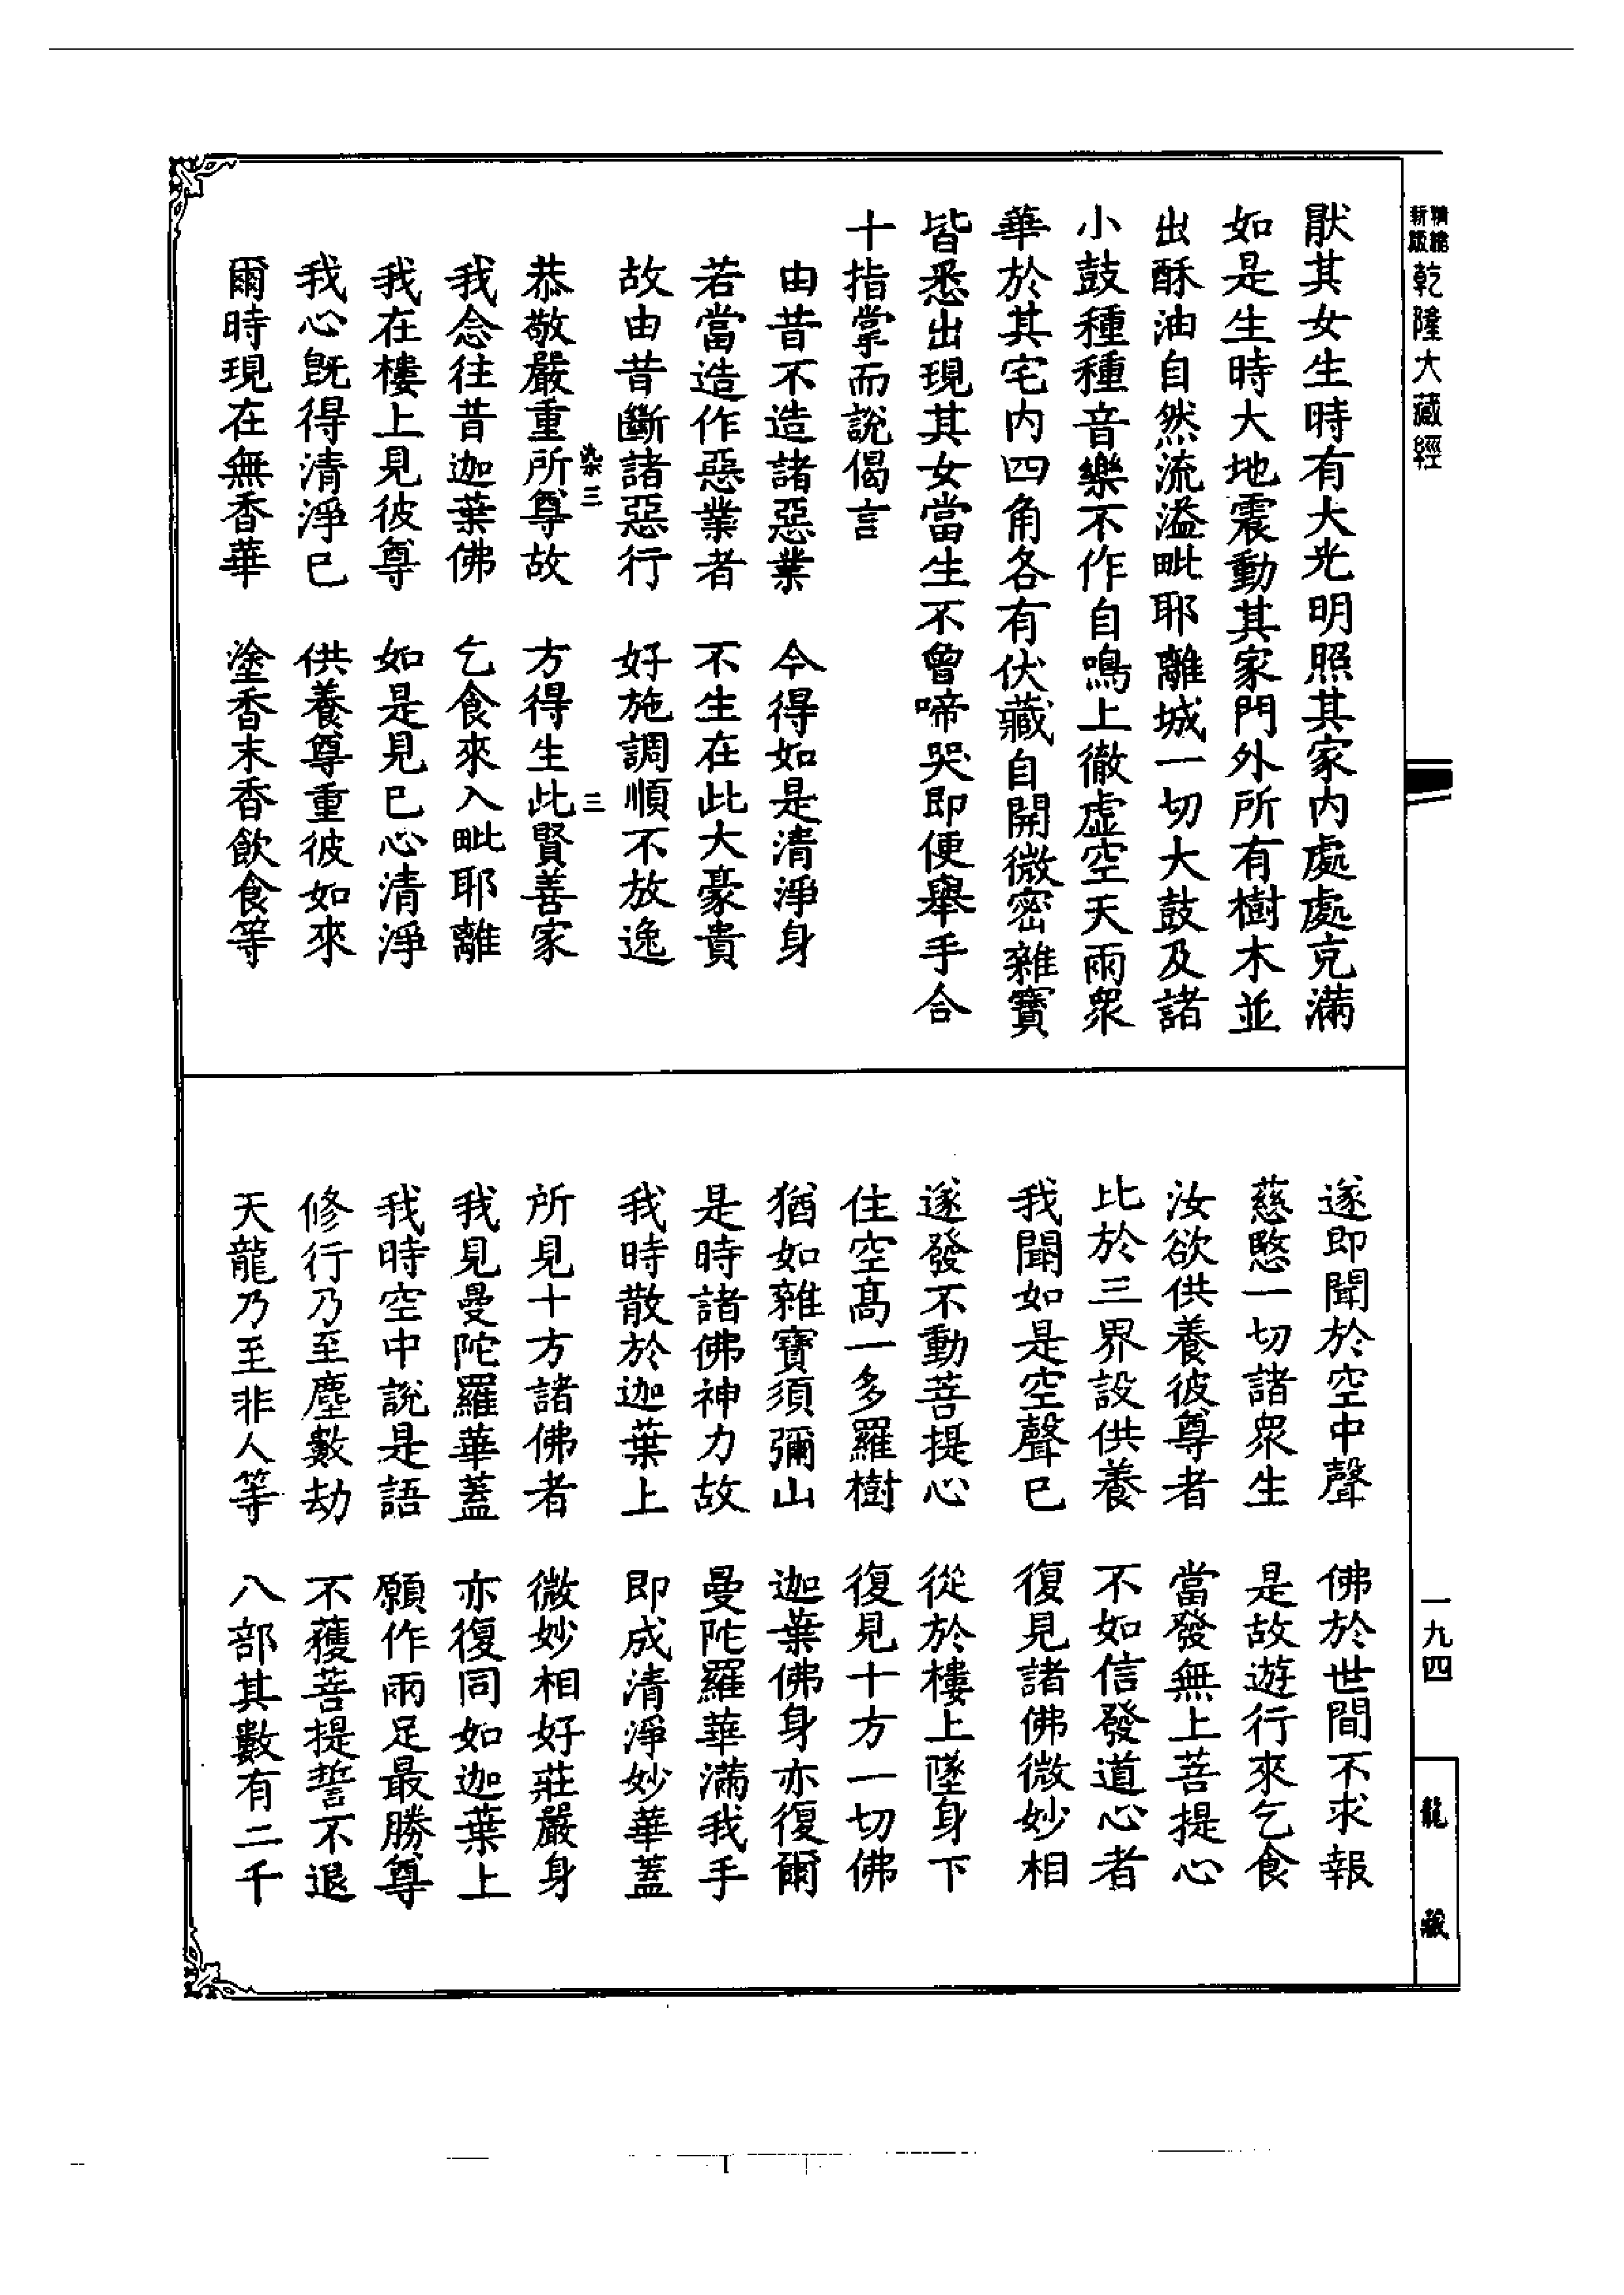 精縮新版乾隆大藏經
猒其女生時有大光明照其家内處處克滿
如是生時大地震動其家門外所有樹木並
出酥油自然流溢毗耶離城一切大鼓及諸
小鼓種種音樂不作自鳴上徹虚空天雨衆
華於其宅内四角各有伏藏自開微密雜寶
皆悉出現其女當生不曾啼哭即便舉手合
十指掌而說偈言
由昔不造諸惡業　今得如是清淨身
若當造作惡業者　不生在此大豪貴
故由昔斷諸惡行　好施調順不放逸
染三　三
恭敬嚴重所尊故　方得生此賢善家
我念往昔迦葉佛　乞食來入毗耶離
我在樓上見彼尊　如是見已心清淨
我心旣得清淨已　供養尊重彼如來
爾時現在無香華　塗香末香飲食等
遂即聞於空中聲　佛於世間不求報
慈愍一切諸衆生　是故遊行來乞食
汝欲供養彼尊者　當發無上菩提心
比於三界設供養　不如信發道心者
我聞如是空聲已　復見諸佛微妙相
遂發不動菩提心　從於樓上墜身下
住空高一多羅樹　復見十方一切佛
猶如雜寶須彌山　迦葉佛身亦復爾
是時諸佛神力故　曼陀羅華滿我手
我時散於迦葉上　即成清淨妙華蓋
所見十方諸佛者　微妙相好莊嚴身
我見曼陀羅華蓋　亦復同如迦葉上
我時空中說是語　願作兩足最勝尊
修行乃至塵數劫　不獲菩提誓不退
天龍乃至非人等　八部其數有二千
一九四
龍藏